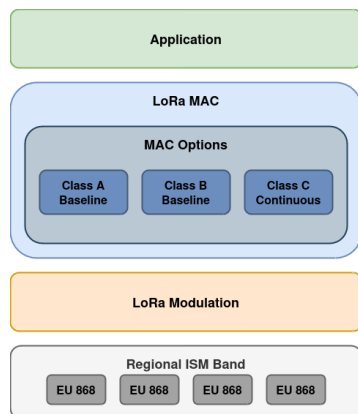 Application
LoRa MAC
MAC Options
Class A
Baseline
Class B
Baseline
Class C
Continuous
LoRa Modulation
Regional ISM Band
EU 868
EU 868
EU 868
EU 868